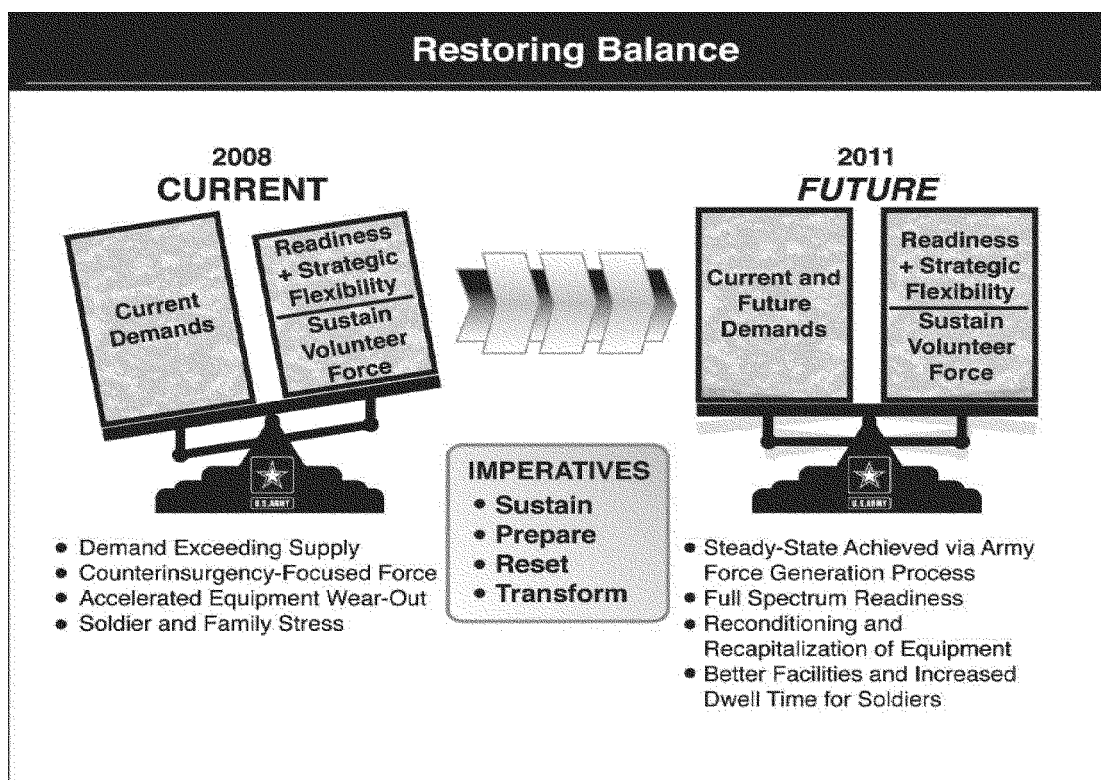 Restoring Balance
2008
CURRENT
Current
Demands
Readiness
+ Strategic
Flexibility
Sustain
Volunteer
Force
U.S.ARMY
• Demand Exceeding Supply
• Counterinsurgency-Focused Force
• Accelerated Equipment Wear-Out
• Soldier and Family Stress
IMPERATIVES
• Sustain
• Prepare
• Reset
• Transform
2011
FUTURE
Current and
Future
Demands
Readiness
+ Strategic
Flexibility
Sustain
Volunteer
Force
U.S.ARMY
• Steady-State Achieved via Army
Force Generation Process
• Full Spectrum Readiness
• Reconditioning and
Recapitalization of Equipment
• Better Facilities and Increased
Dwell Time for Soldiers